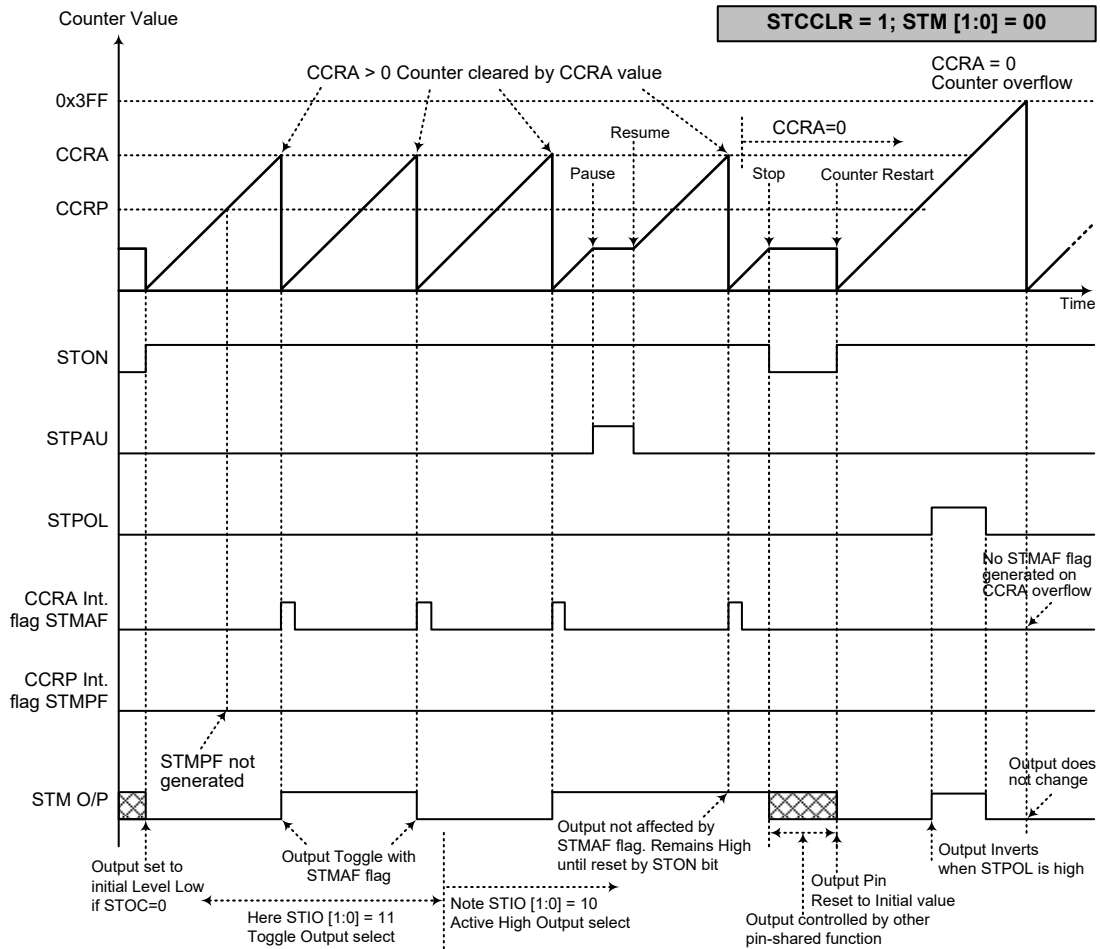 Counter Value
STCCLR = 1; STM [1:0] = 00
CCRA > 0 Counter cleared by CCRA value
CCRA = 0
Counter overflow
0x3FF
CCRA=0
Resume
CCRA
Pause
Stop
Counter Restart
CCRP
Time
STON
STPAU
STPOL
No STMAF flag
generated on
CCRA overflow
CCRA Int.
flag STMAF
CCRP Int.
flag STMPF
STMPF not
generated
Output does
not change
STM O/P
Output set to
initial Level Low
if STOC=0
Output Toggle with
STMAF flag
Output not affected by
STMAF flag. Remains High
until reset by STON bit
Output Inverts
when STPOL is high
Output Pin
Reset to Initial value
Here STIO [1:0] = 11
Toggle Output select
Note STIO [1:0] = 10
Active High Output select
Output controlled by other
pin-shared function